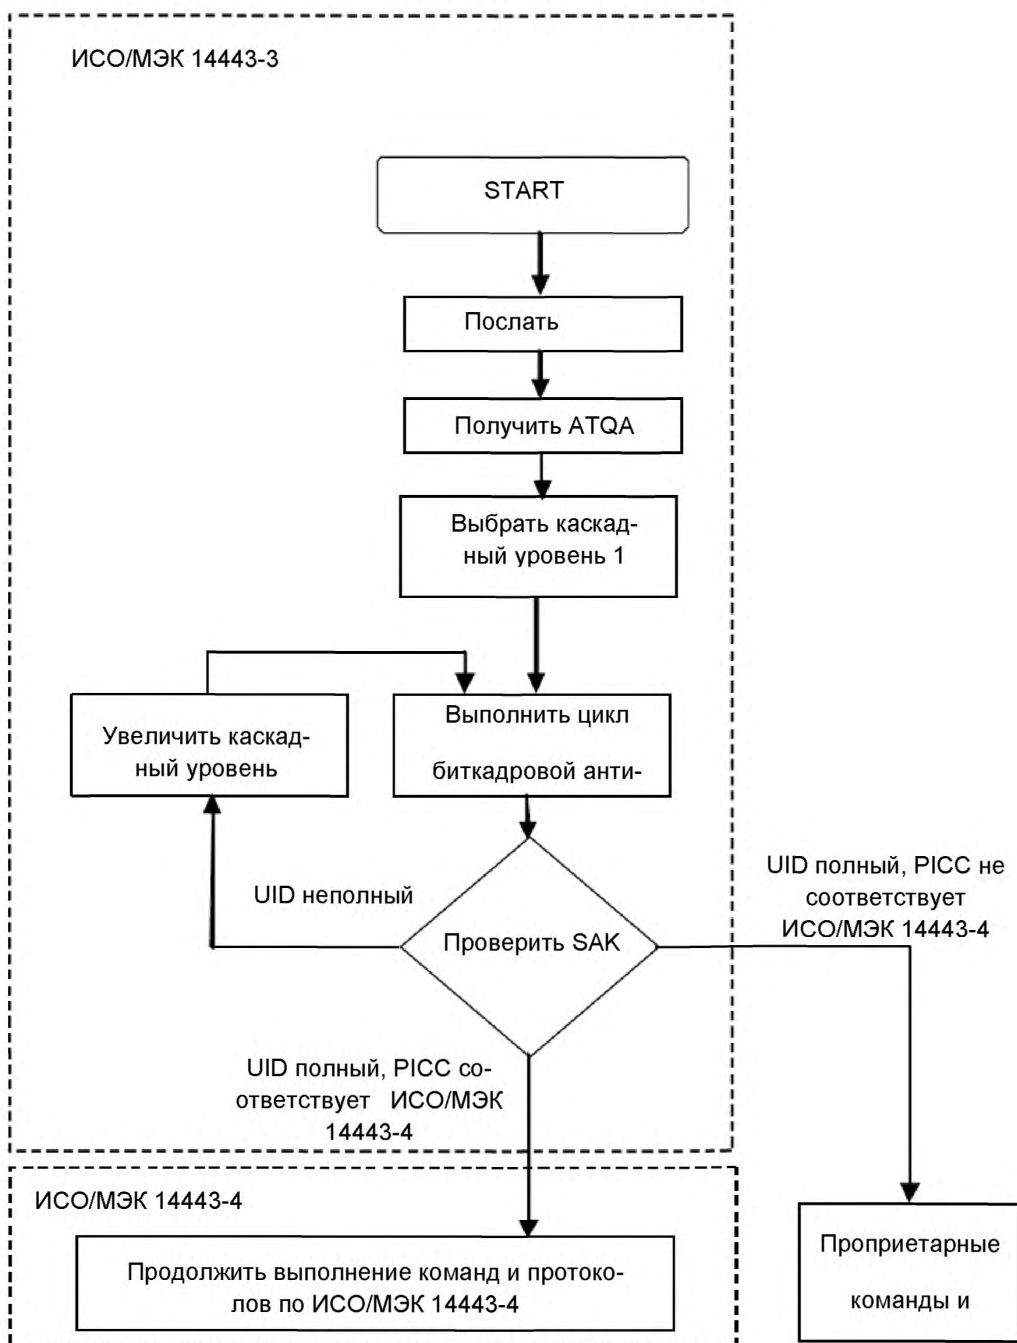 ИСО/МЭК 14443-3
START
Послать
Получить ATQA
Выбрать каскад-
ный уровень 1
Увеличить каскад-
ный уровень
Выполнить цикл
биткадровой анти-
UID неполный
Проверить SAK
UID полный, PICC не
соответствует
ИСО/МЭК 14443-4
UID полный, PICC со-
ответствует ИСО/МЭК
14443-4
ИСО/МЭК 14443-4
Продолжить выполнение команд и протоко-
лов по ИСО/МЭК 14443-4
Проприетарные
команды и